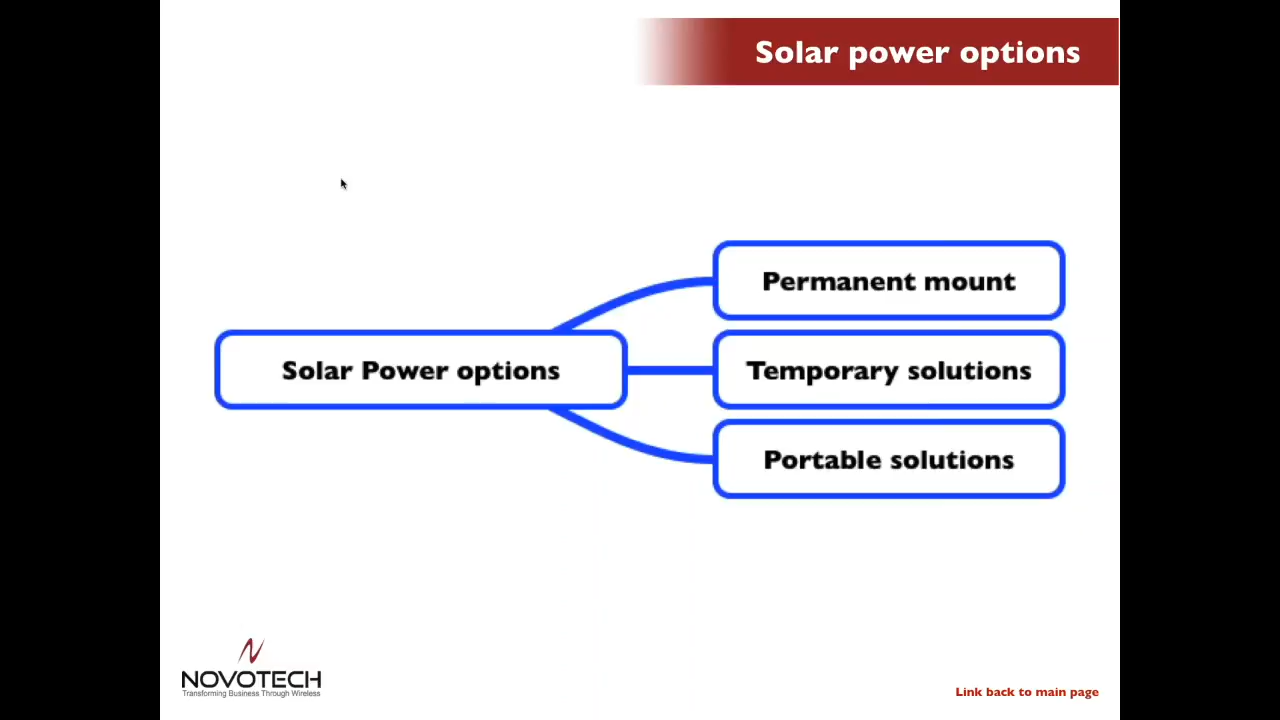 Solar power options
Permanent mount
Solar Power options
Temporary solutions
Portable solutions
NOVOTECH
Transforming Business Through Wireless
Link back to main page